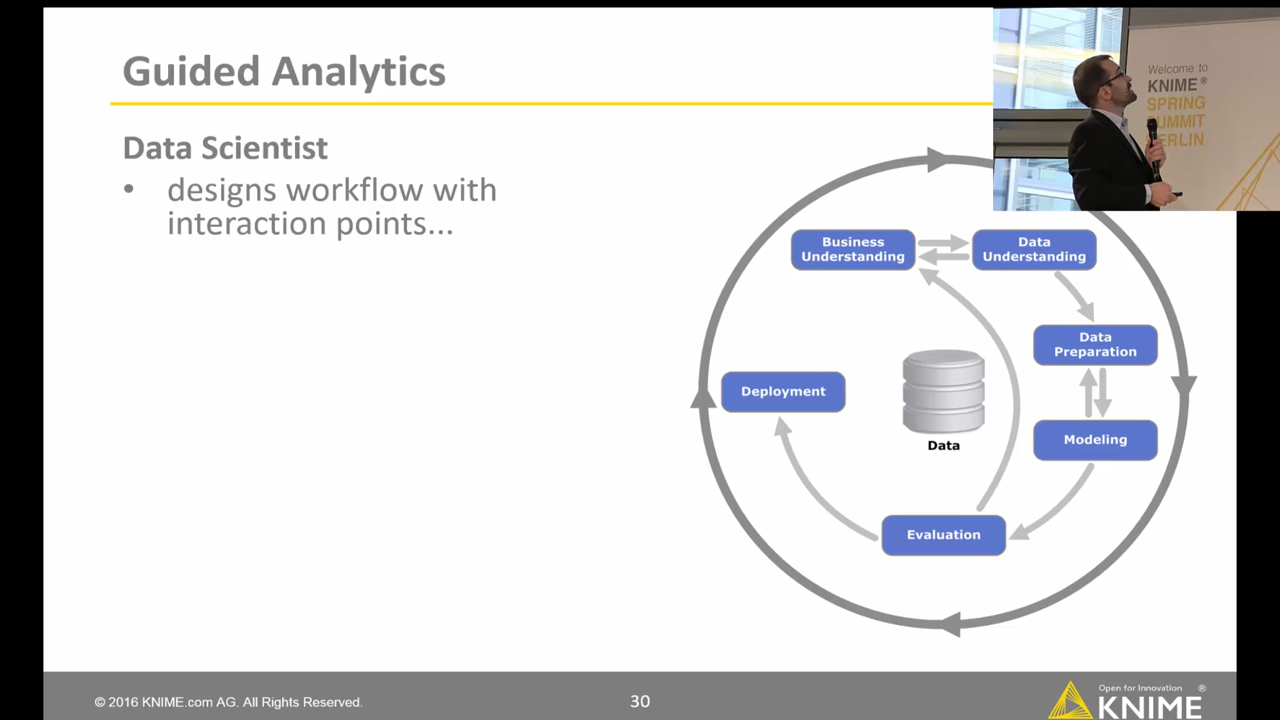 Guided Analytics
Data Scientist
• designs workflow with
interaction points...
Welcome to
KNIME ®
SPRING
SUMMIT
BERLIN
Business
Understanding
Data
Understanding
Data
Preparation
Deployment
Data
Modeling
Evaluation
© 2016 KNIME.com AG. All Rights Reserved.
30
Open for Innovation ®
KNIME